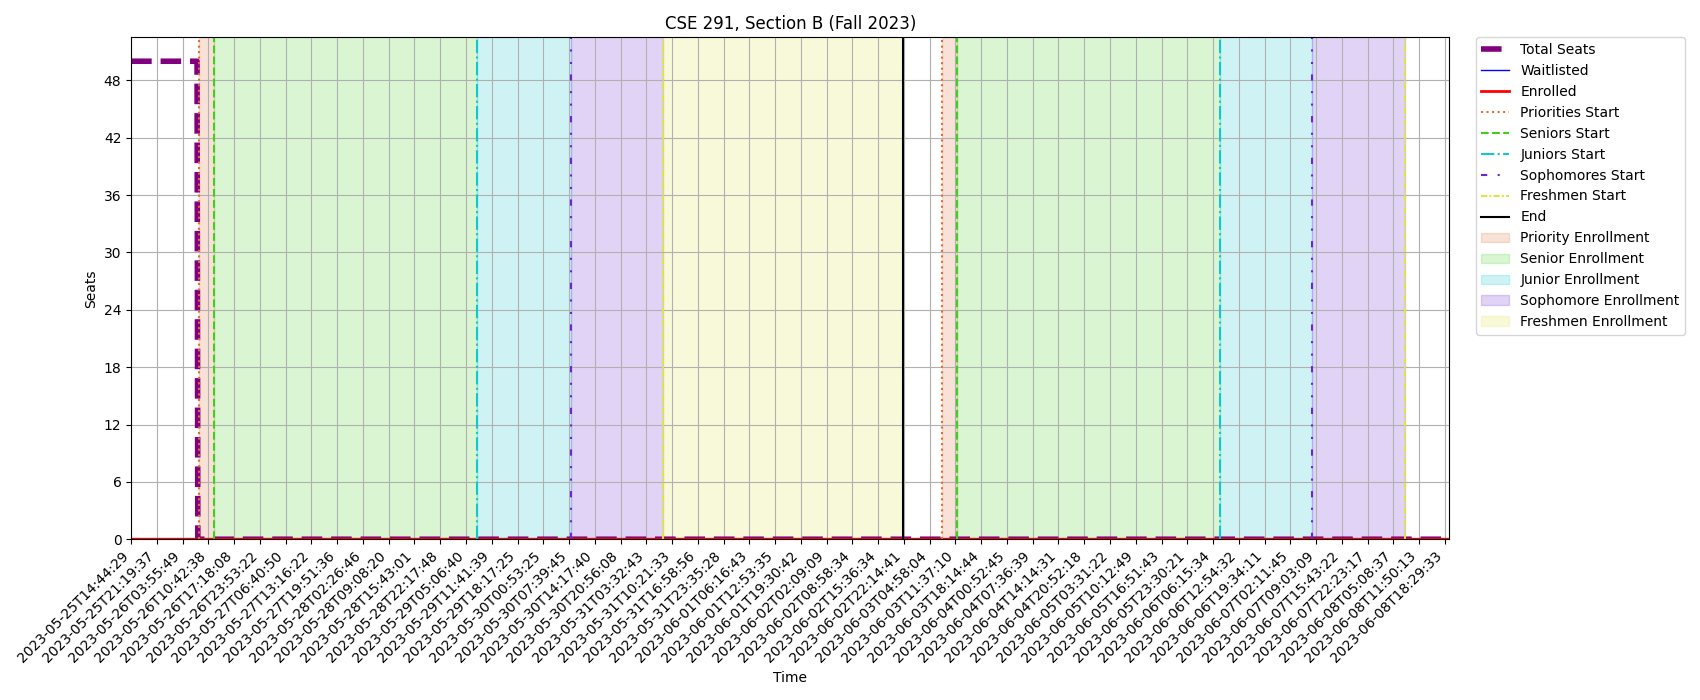 CSE 291, Section B (Fall 2023)
48
42
36
30
24
18
12
6
0
Seats
2023-05-25T14:44:29
2023-05-25T21:19:37
2023-05-26T03:55:49
2023-05-26T10:42:38
2023-05-26T17:18:08
2023-05-26T23:53:22
2023-05-27T06:40:50
2023-05-27T13:16:22
2023-05-27T19:51:36
2023-05-28T02:26:46
2023-05-28T09:08:20
2023-05-28T15:43:01
2023-05-28T22:17:48
2023-05-29T05:06:40
2023-05-29T11:41:39
2023-05-29T18:17:25
2023-05-30T00:53:25
2023-05-30T07:39:45
2023-05-30T14:17:40
2023-05-30T20:56:08
2023-05-31T03:32:43
2023-05-31T10:21:33
2023-05-31T16:58:56
2023-05-31T23:35:28
2023-06-01T06:16:43
2023-06-01T12:53:35
2023-06-01T19:30:42
2023-06-02T02:09:09
2023-06-02T08:58:34
2023-06-02T15:36:34
2023-06-02T22:14:41
2023-06-03T04:58:04
2023-06-03T11:37:10
2023-06-03T18:14:44
2023-06-04T00:52:45
2023-06-04T07:36:39
2023-06-04T14:14:31
2023-06-04T20:52:18
2023-06-05T03:31:22
2023-06-05T10:12:49
2023-06-05T16:51:43
2023-06-05T23:30:21
2023-06-06T06:15:34
2023-06-06T12:54:32
2023-06-06T19:34:11
2023-06-07T02:11:45
2023-06-07T09:03:09
2023-06-07T15:43:22
2023-06-07T22:23:17
2023-06-08T05:08:37
2023-06-08T11:50:13
2023-06-08T18:29:33
Time
Total Seats
Waitlisted
Enrolled
Priorities Start
Seniors Start
Juniors Start
Sophomores Start
Freshmen Start
End
Priority Enrollment
Senior Enrollment
Junior Enrollment
Sophomore Enrollment
Freshmen Enrollment